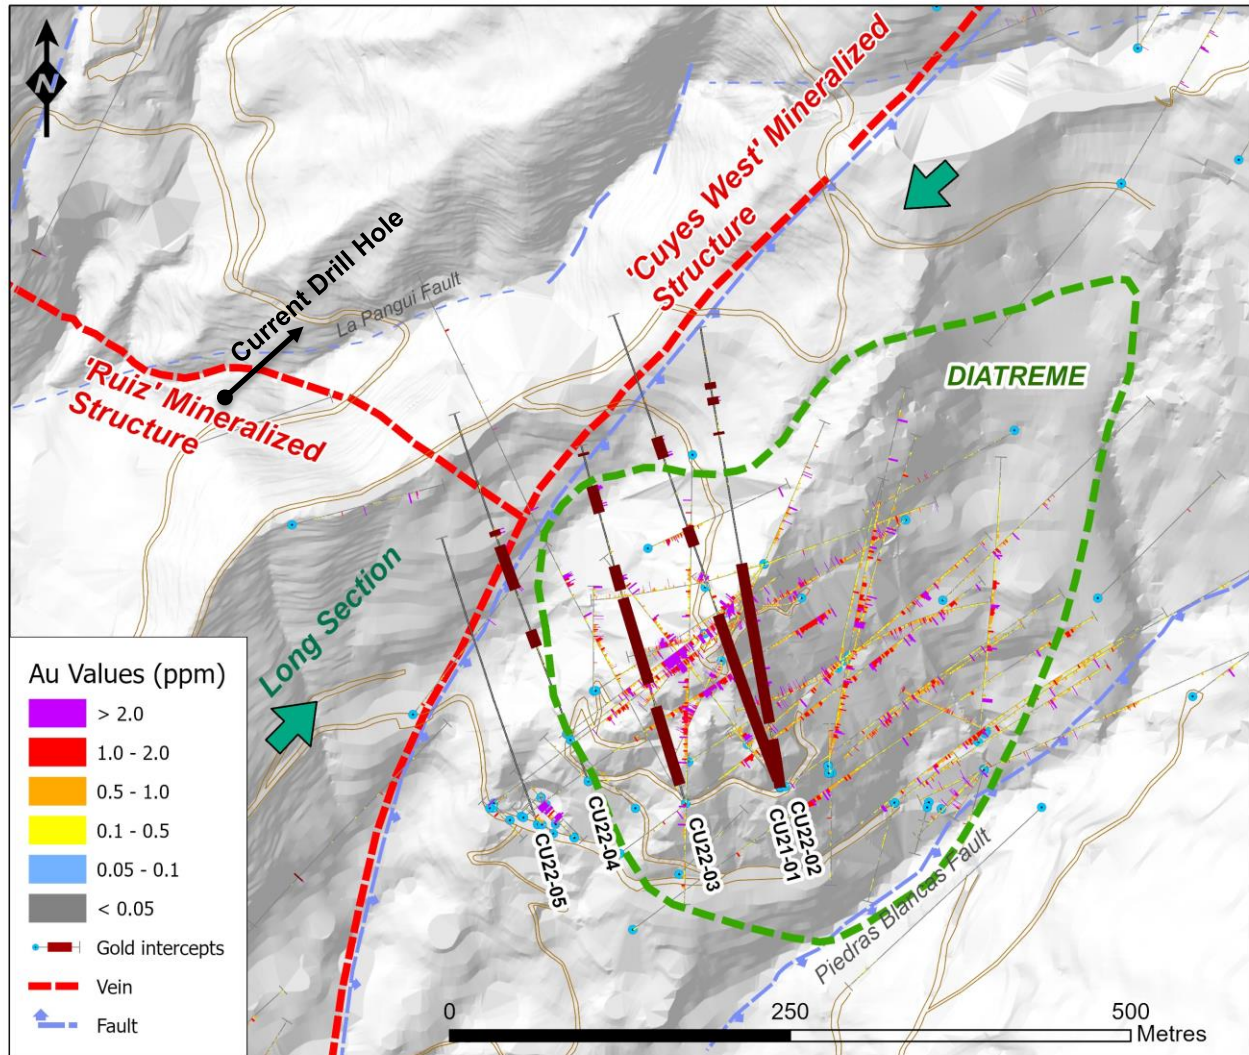 N
'Cuyes West' Mineralized
Structure
Current Drill Hole
La Pangui Fault
'Ruiz' Mineralized
Structure
DIATREME
Long Section
CU22-05
CU22-04
CU22-03
CU21-01
CU22-02
Piedras Blancas Fault
Au Values (ppm)
> 2.0
1.0 - 2.0
0.5 - 1.0
0.1 - 0.5
0.05 - 0.1
< 0.05
Gold intercepts
Vein
Fault
0 250 500
Metres